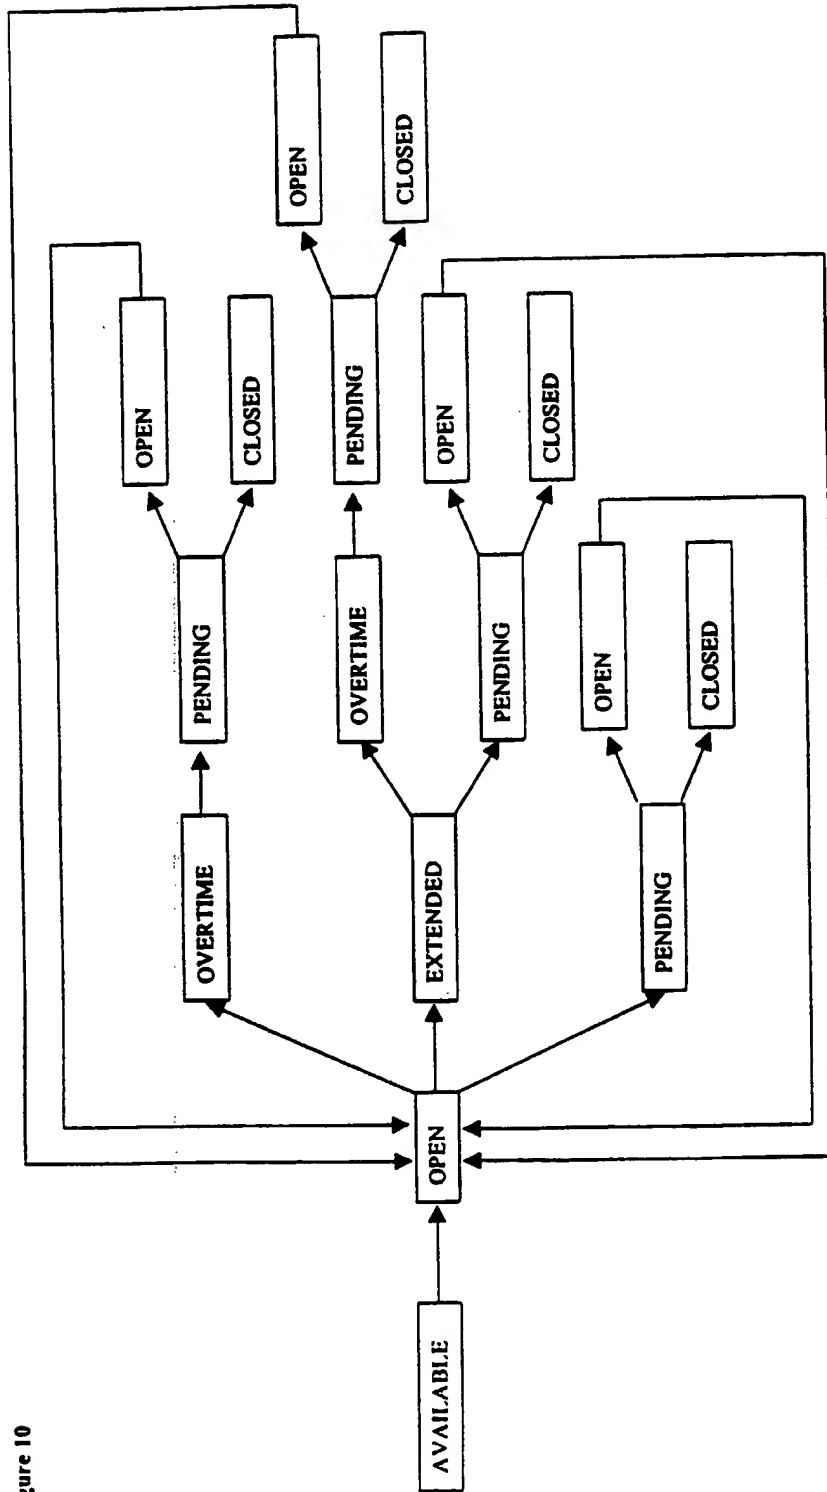 gure 10
OPEN
OVERTIME
PENDING
CLOSED
OPEN
OVERTIME
PENDING
CLOSED
AVAILABLE
OPEN
EXTENDED
OPEN
PENDING
CLOSED
OPEN
PENDING
CLOSED